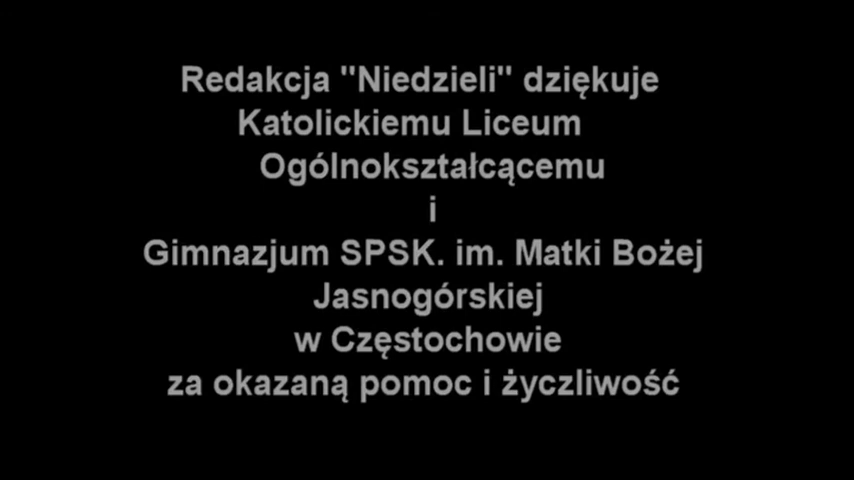 Redakcja "Niedzieli" dziękuje
Katolickiemu Liceum
Ogólnokształcącemu
i
Gimnazjum SPSK. im. Matki Bożej
Jasnogórskiej
w Częstochowie
za okazaną pomoc i życzliwość